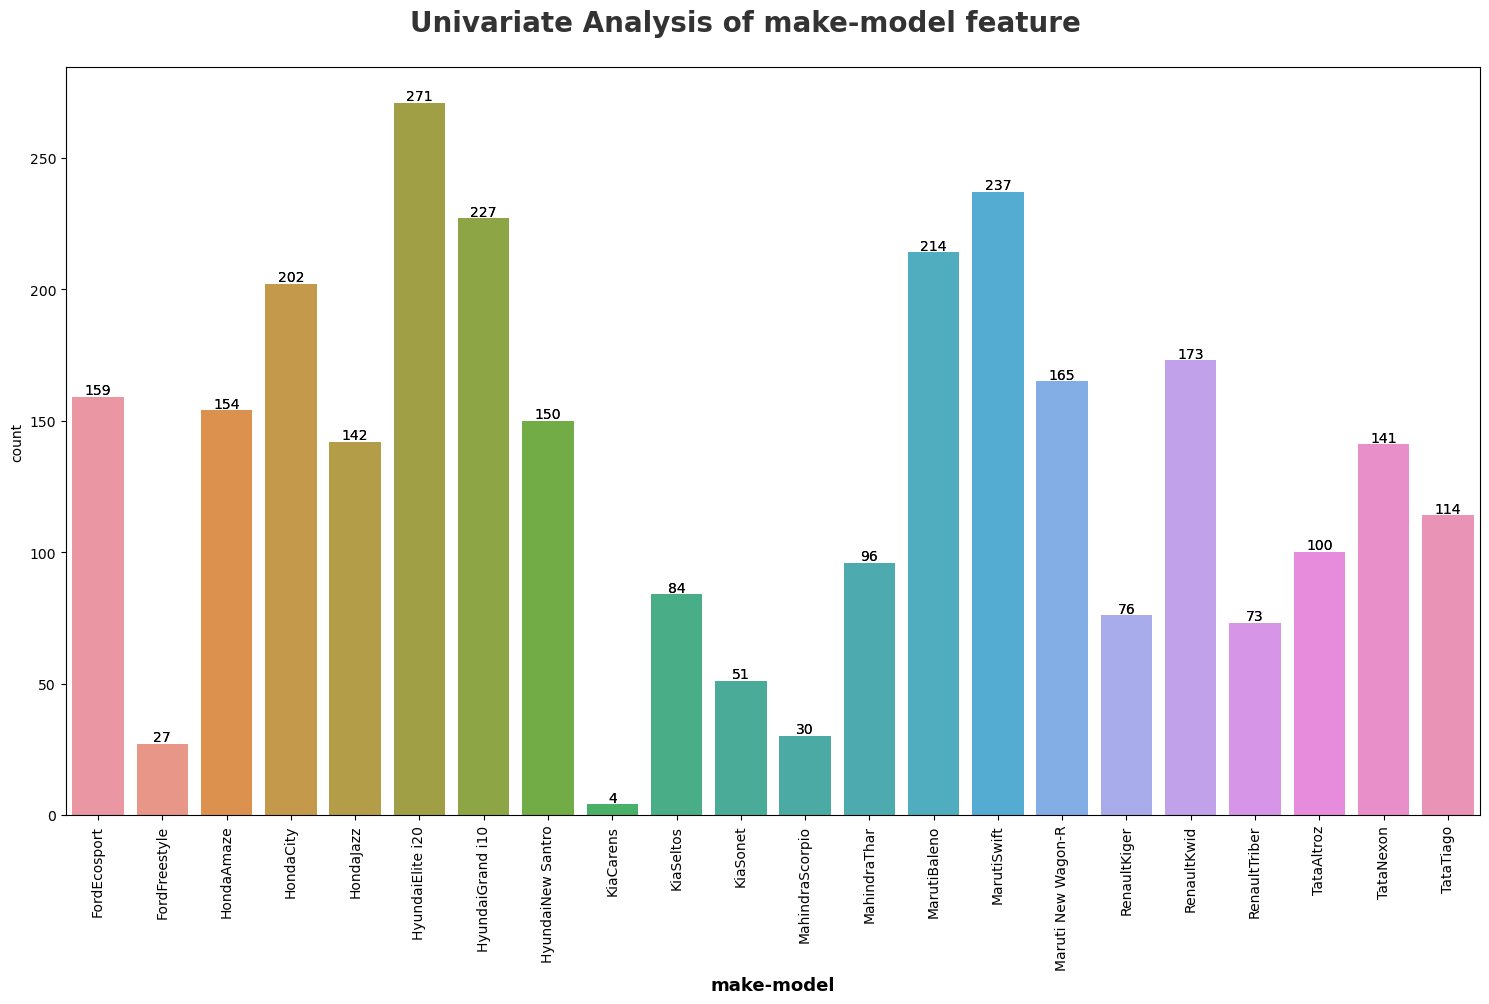 Univariate Analysis of make-model feature
count
250
200
150
100
50
0
159
27
154
202
142
271
227
150
4
84
51
30
96
214
237
165
76
173
73
100
141
114
FordEcosport
FordFreestyle
HondaAmaze
HondaCity
HondaJazz
HyundaiElite i20
HyundaiGrand i10
HyundaiNew Santro
KiaCarens
KiaSeltos
KiaSonet
MahindraScorpio
MahindraThar
MarutiBaleno
MarutiSwift
Maruti New Wagon-R
RenaultKiger
RenaultKwid
RenaultTriber
TataAltroz
TataNexon
TataTiago
make-model